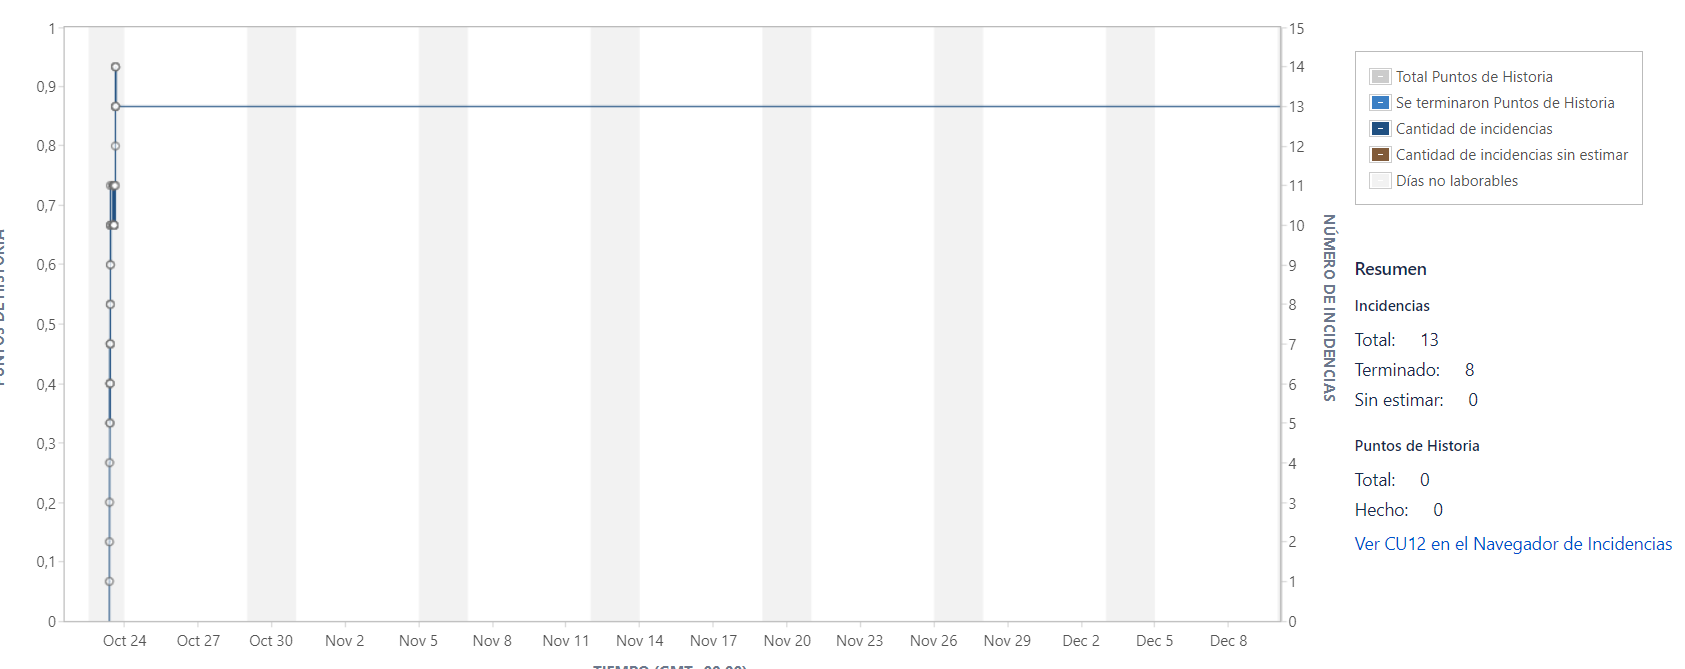 1
0,9
0,8
0,7
0,6
0,5
0,4
0,3
0,2
0,1
0
15
14
13
12
11
10
9
8
7
6
5
4
3
2
1
0
NÚMERO DE INCIDENCIAS
Oct 24 Oct 27 Oct 30 Nov 2 Nov 5 Nov 8 Nov 11 Nov 14 Nov 17 Nov 20 Nov 23 Nov 26 Nov 29 Dec 2 Dec 5 Dec 8
Total Puntos de Historia
Se terminaron Puntos de Historia
Cantidad de incidencias
Cantidad de incidencias sin estimar
Días no laborables
Resumen
Incidencias
Total: 13
Terminado: 8
Sin estimar: 0
Puntos de Historia
Total: 0
Hecho: 0
Ver CU12 en el Navegador de Incidencias